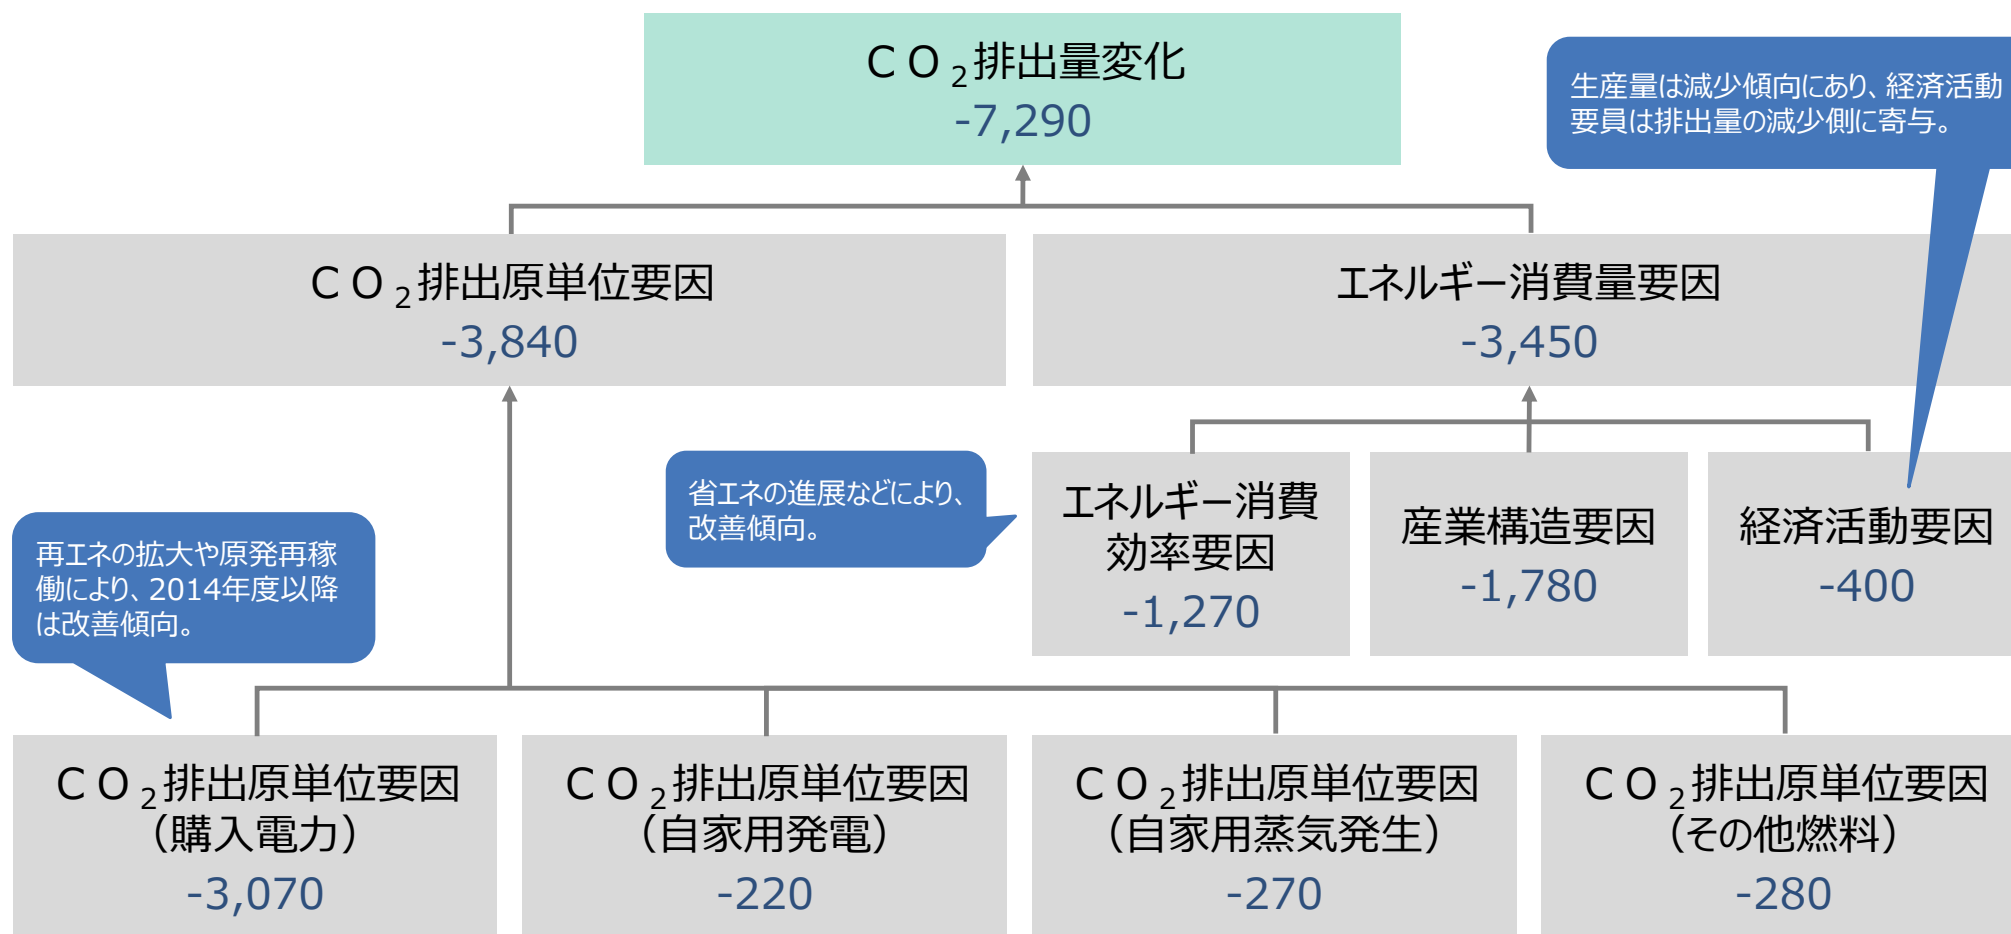 ＣＯ₂排出量変化
-7,290
生産量は減少傾向にあり、経済活動
要員は排出量の減少側に寄与。
ＣＯ₂排出原単位要因
-3,840
エネルギー消費量要因
-3,450
省エネの進展などにより、
改善傾向。
エネルギー消費
効率要因
-1,270
産業構造要因
-1,780
経済活動要因
-400
再エネの拡大や原発再稼
働により、2014年度以降
は改善傾向。
ＣＯ₂排出原単位要因
（購入電力）
-3,070
ＣＯ₂排出原単位要因
（自家用発電）
-220
ＣＯ₂排出原単位要因
（自家用蒸気発生）
-270
ＣＯ₂排出原単位要因
（その他燃料）
-280